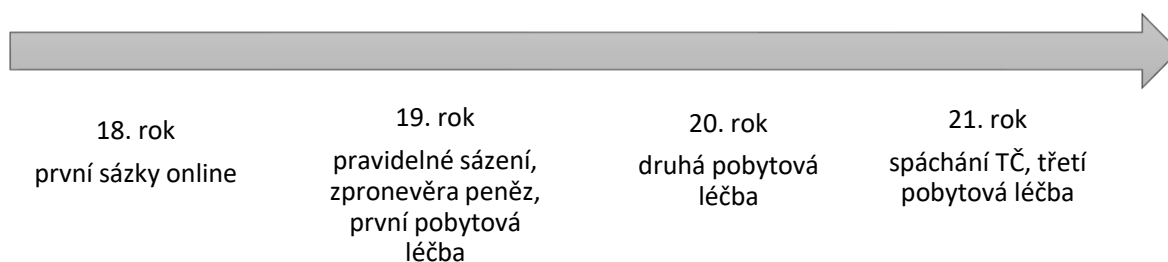 18. rok
první sázky online
19. rok
pravidelné sázení,
zpronevěra peněz,
první pobytová
léčba
20. rok
druhá pobytová
léčba
21. rok
spáchání TČ, třetí
pobytová léčba